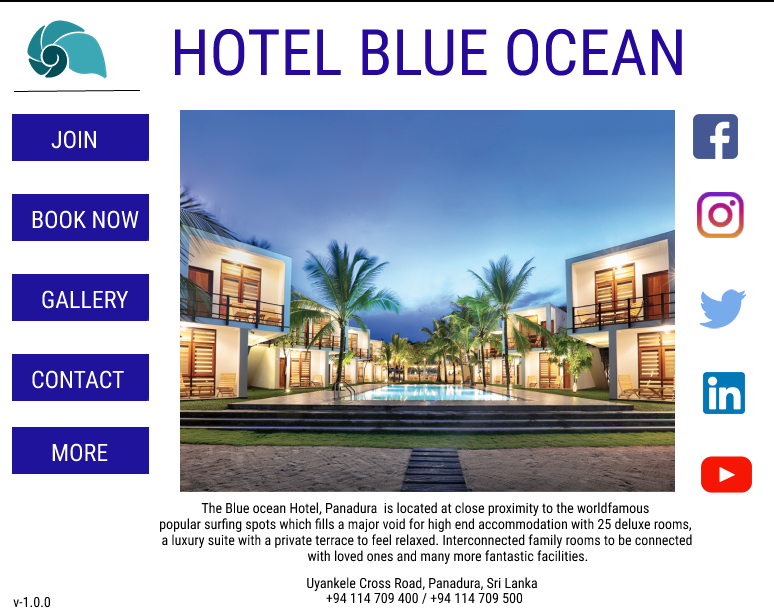 HOTEL BLUE OCEAN
JOIN
BOOK NOW
GALLERY
CONTACT
MORE
The Blue ocean Hotel, Panadura is located at close proximity to the worldfamous
popular surfing spots which fills a major void for high end accommodation with 25 deluxe rooms,
a luxury suite with a private terrace to feel relaxed. Interconnected family rooms to be connected
with loved ones and many more fantastic facilities.
Uyankele Cross Road, Panadura, Sri Lanka
+94 114 709 400 / +94 114 709 500
v-1.0.0